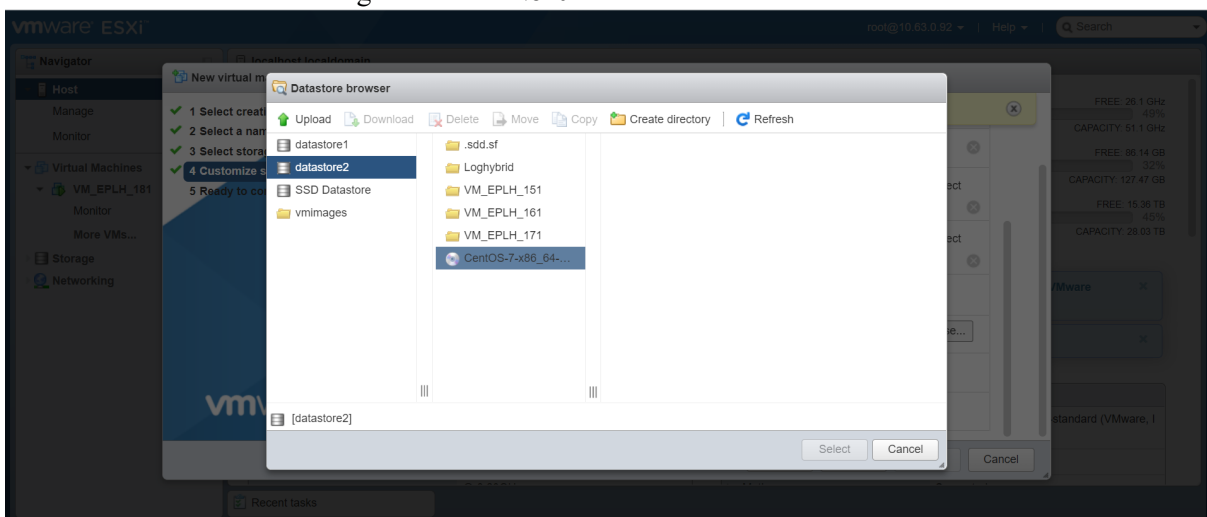 vmware ESXi™
root@10.63.0.92 | Help | Search
Navigator
localhost.localdomain
Host
Manage
Monitor
Virtual Machines
VM_EPLH_181
Monitor
More VMs...
Storage
Networking
New virtual m
1 Select creati
2 Select a nam
3 Select stora
4 Customize s
5 Ready to co
vm
Datastore browser
Upload Download Delete Move Copy Create directory | Refresh
datastore1
datastore2
SSD Datastore
vmimages
.sdd.sf
Loghybrid
VM_EPLH_151
VM_EPLH_161
VM_EPLH_171
CentOS-7-x86_64-...
[datastore2]
Select Cancel
ect
ect
se...
Cancel
FREE: 26.1 GHz
49%
CAPACITY: 51.1 GHz
FREE: 86.14 GB
32%
CAPACITY: 127.47 GB
FREE: 15.36 TB
45%
CAPACITY: 28.03 TB
VMware
standard (VMware, I
Recent tasks